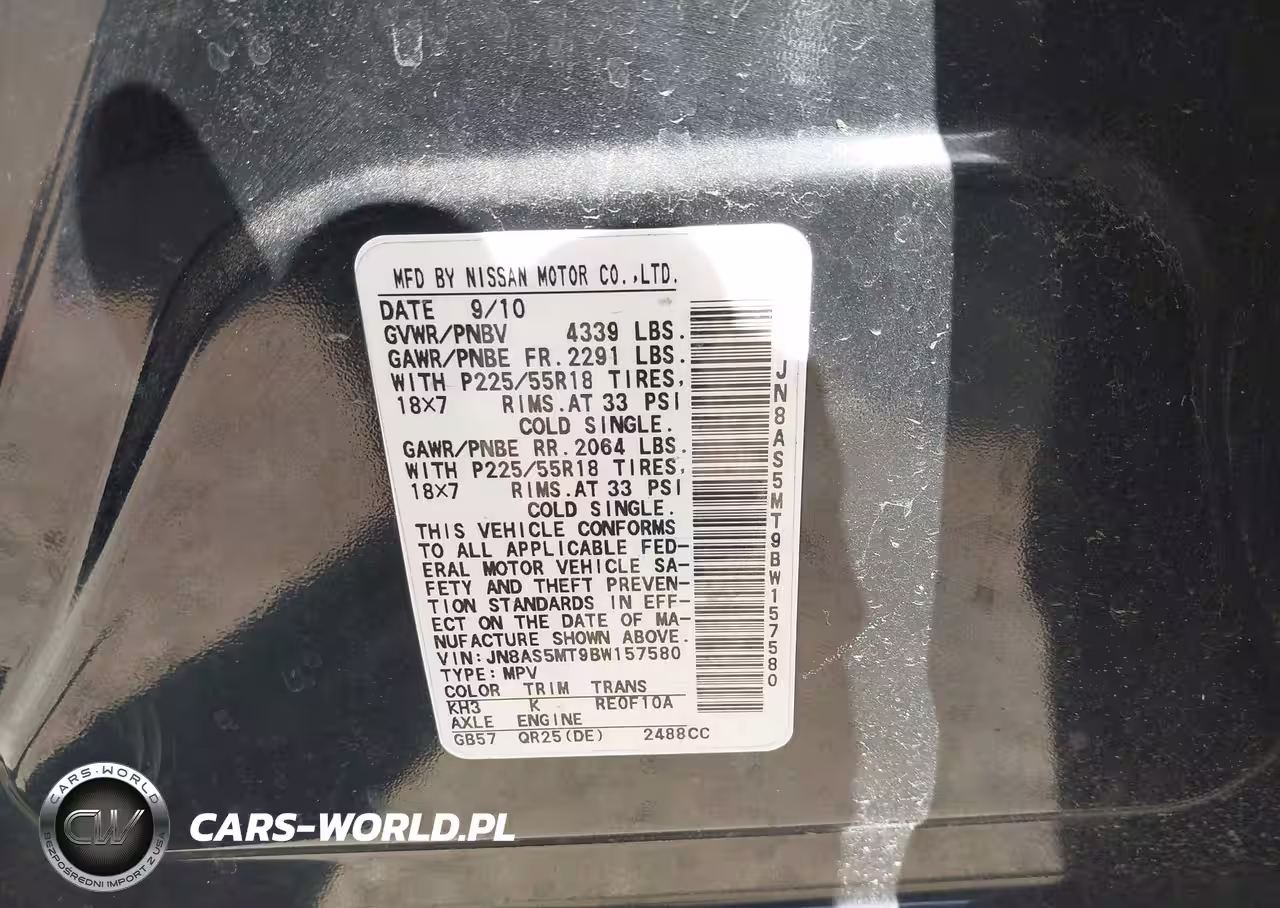 MFD BY NISSAN MOTOR CO.,LTD.
DATE 9/10
GVWR/PNBV 4339 LBS.
GAWR/PNBE FR.2291 LBS.
WITH P225/55R18 TIRES,
18×7 RIMS.AT 33 PSI
COLD SINGLE.
GAWR/PNBE RR.2064 LBS.
WITH P225/55R18 TIRES,
18×7 RIMS.AT 33 PSI
COLD SINGLE.
THIS VEHICLE CONFORMS
TO ALL APPLICABLE FED-
ERAL MOTOR VEHICLE SA-
FETY AND THEFT PREVEN-
TION STANDARDS IN EFF-
ECT ON THE DATE OF MA-
NUFACTURE SHOWN ABOVE.
VIN:JN8AS5MT9BW157580
TYPE:MPV
COLOR TRIM TRANS
KH3 K RE0F10A
AXLE ENGINE
GB57 QR25(DE) 2488CC
JN8AS5MT9BW157580
CARS-WORLD
CW
BEZPOŚREDNI IMPORT Z USA
CARS-WORLD.PL